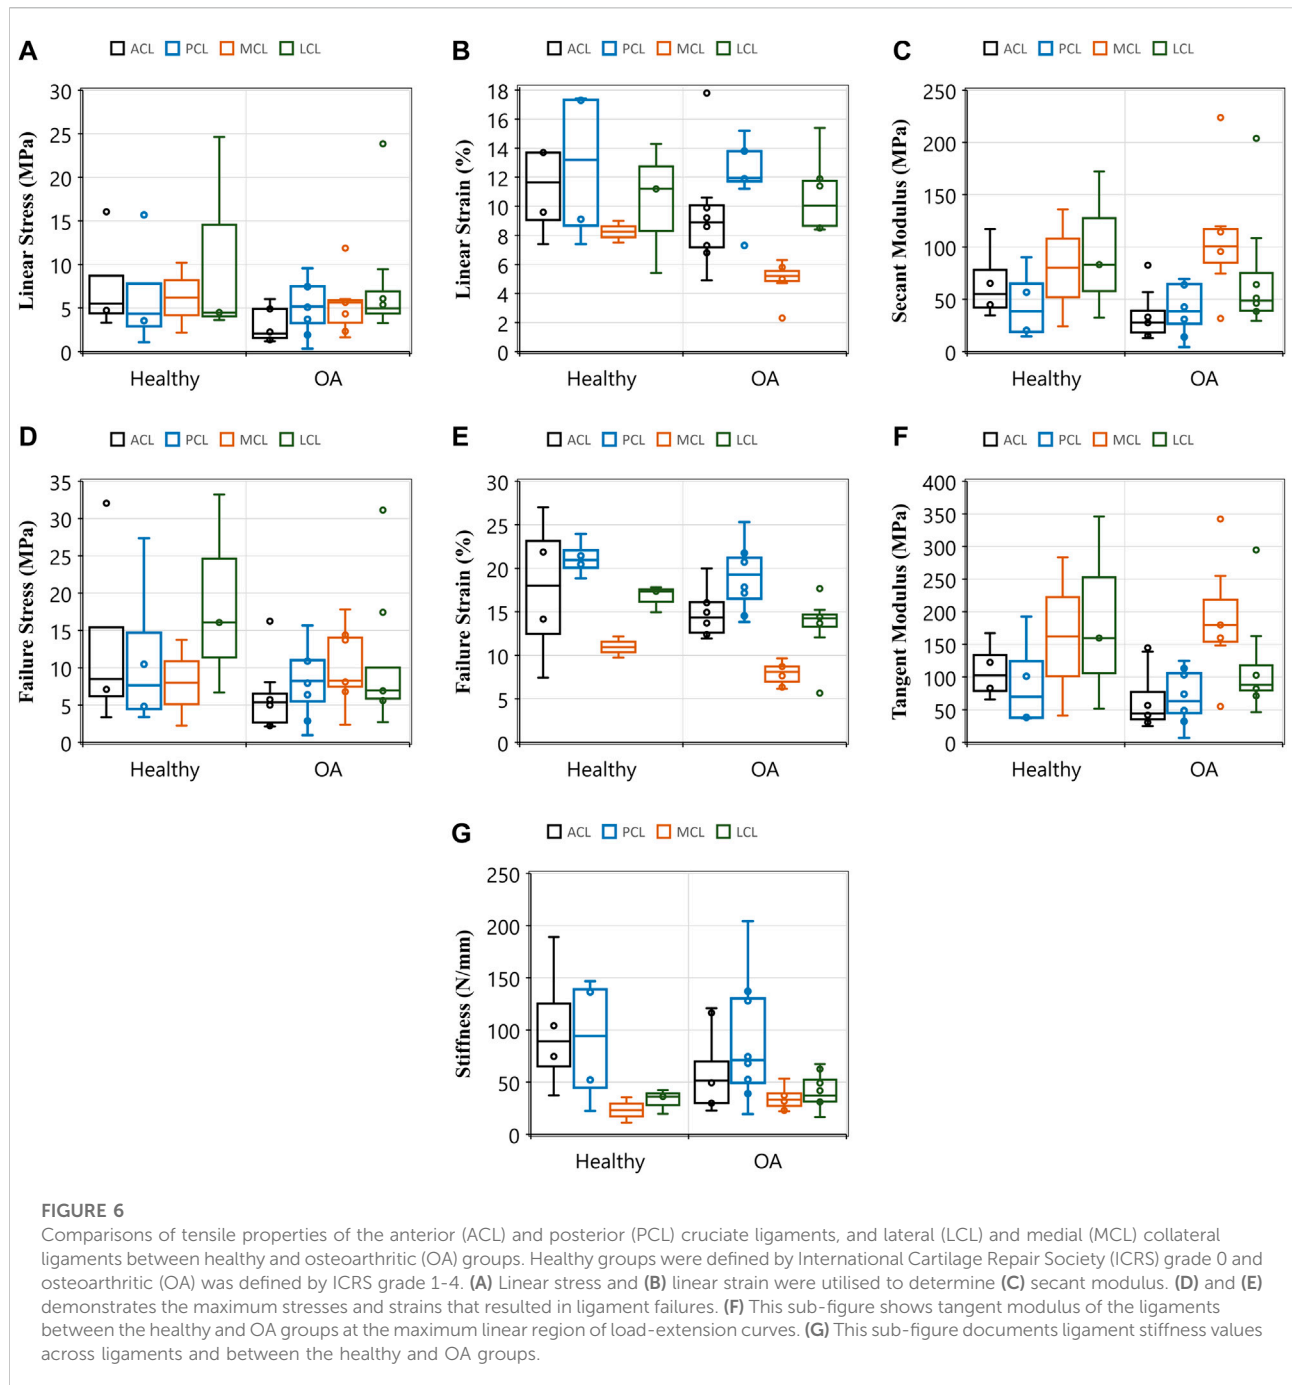 A
ACL PCL MCL LCL
Linear Stress (MPa)
30
25
20
15
10
5
0
Healthy OA
B
ACL PCL MCL LCL
Linear Strain (%)
18
16
14
12
10
8
6
4
2
0
Healthy OA
C
ACL PCL MCL LCL
Secant Modulus (MPa)
250
200
150
100
50
0
Healthy OA
D
ACL PCL MCL LCL
Failure Stress (MPa)
35
30
25
20
15
10
5
0
Healthy OA
E
ACL PCL MCL LCL
Failure Strain (%)
30
25
20
15
10
5
0
Healthy OA
F
ACL PCL MCL LCL
Tangent Modulus (MPa)
400
350
300
250
200
150
100
50
0
Healthy OA
G
ACL PCL MCL LCL
Stiffness (N/mm)
250
200
150
100
50
0
Healthy OA
FIGURE 6
Comparisons of tensile properties of the anterior (ACL) and posterior (PCL) cruciate ligaments, and lateral (LCL) and medial (MCL) collateral
ligaments between healthy and osteoarthritic (OA) groups. Healthy groups were defined by International Cartilage Repair Society (ICRS) grade 0 and
osteoarthritic (OA) was defined by ICRS grade 1-4. (A) Linear stress and (B) linear strain were utilised to determine (C) secant modulus. (D) and (E)
demonstrates the maximum stresses and strains that resulted in ligament failures. (F) This sub-figure shows tangent modulus of the ligaments
between the healthy and OA groups at the maximum linear region of load-extension curves. (G) This sub-figure documents ligament stiffness values
across ligaments and between the healthy and OA groups.